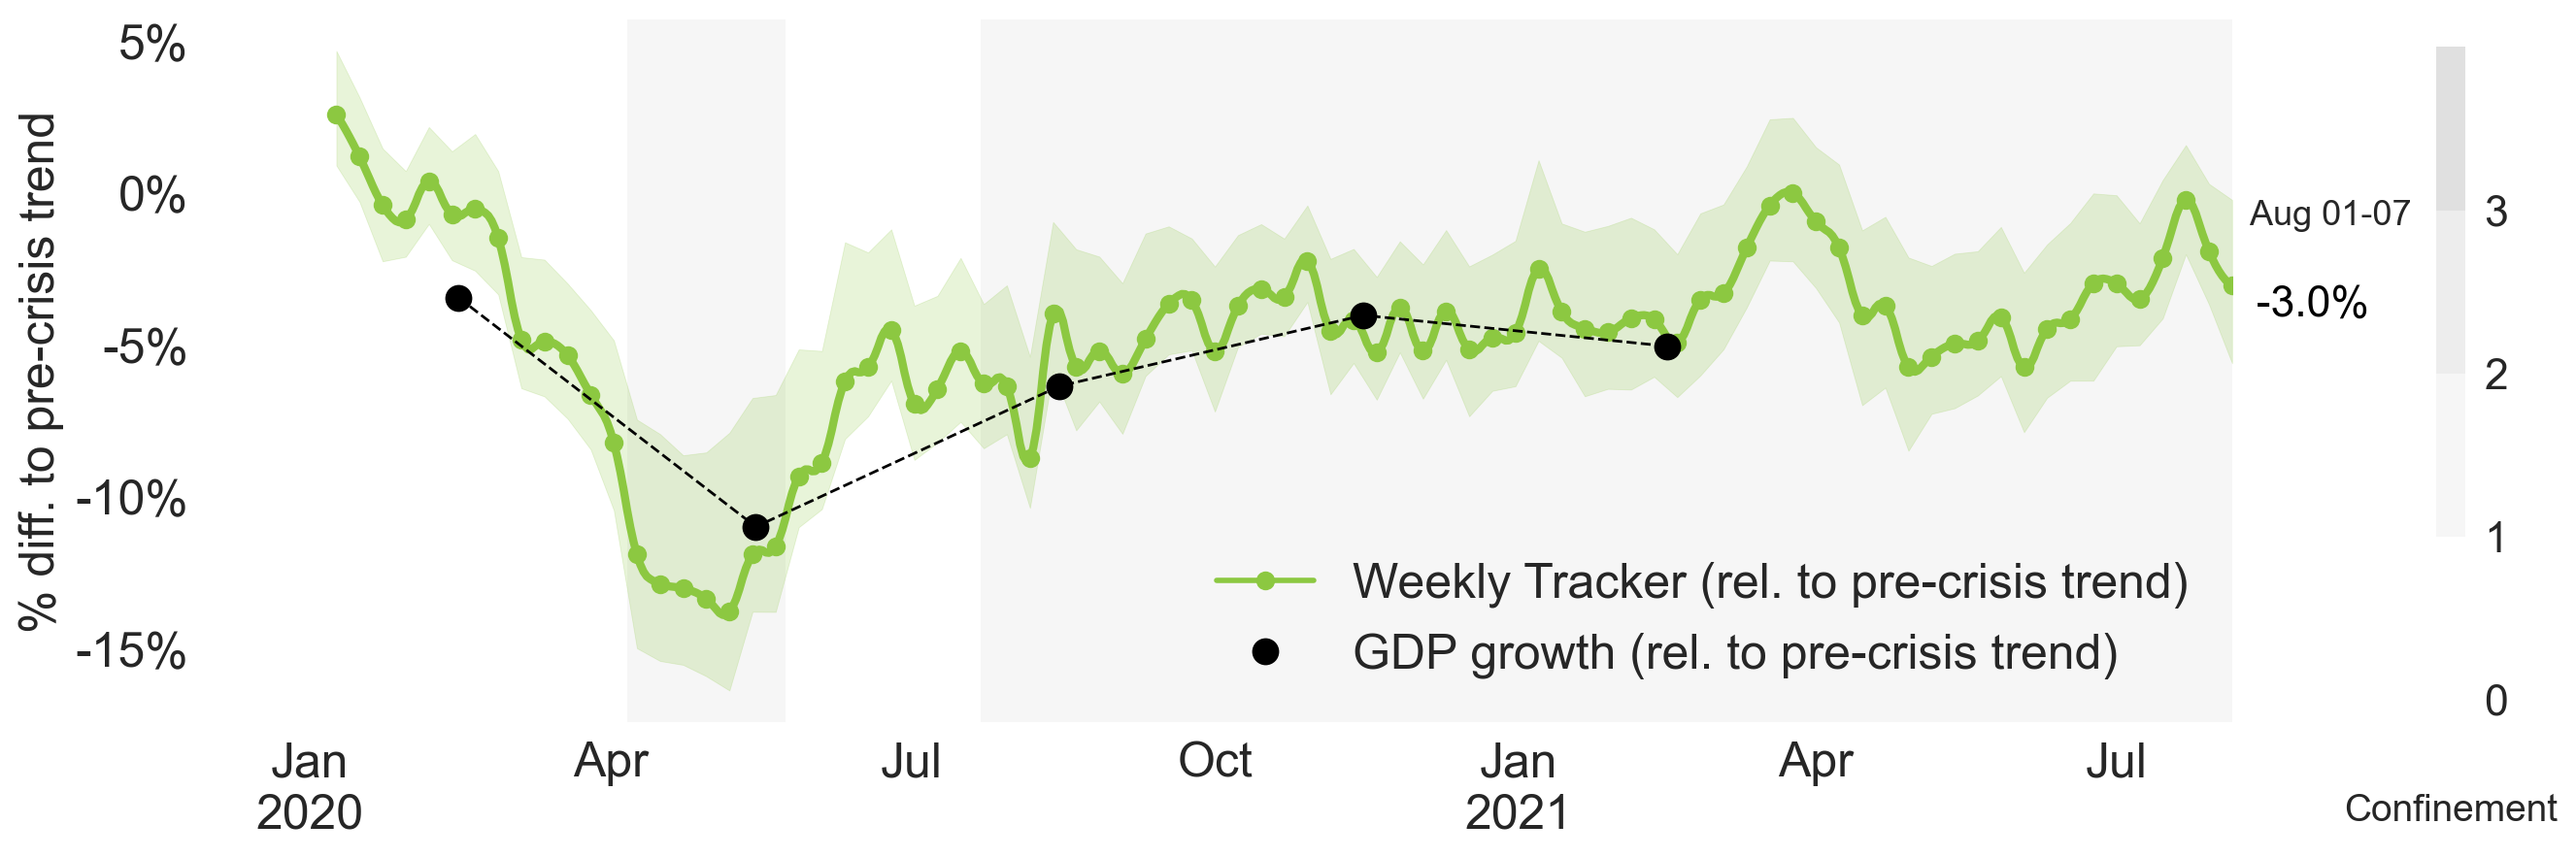 % diff. to pre-crisis trend
5%
0%
-5%
-10%
-15%
Jan
2020
Apr
Jul
Oct
Jan
2021
Apr
Jul
Weekly Tracker (rel. to pre-crisis trend)
GDP growth (rel. to pre-crisis trend)
Aug 01-07
-3.0%
3
2
1
0
Confinement